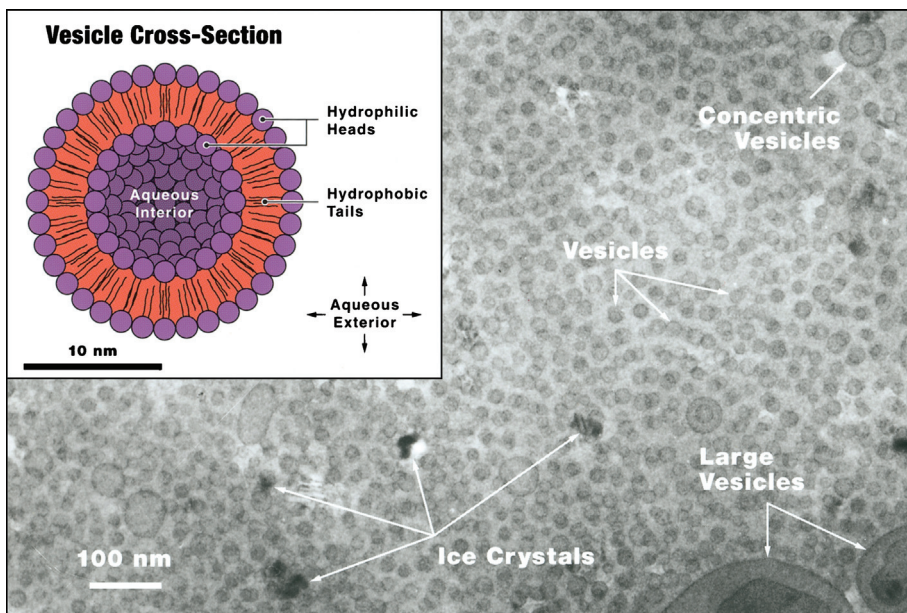 Vesicle Cross-Section
Hydrophilic
Heads
Aqueous
Interior
Hydrophobic
Tails
Aqueous
Exterior
10 nm
Concentric
Vesicles
Vesicles
Large
Vesicles
Ice Crystals
100 nm